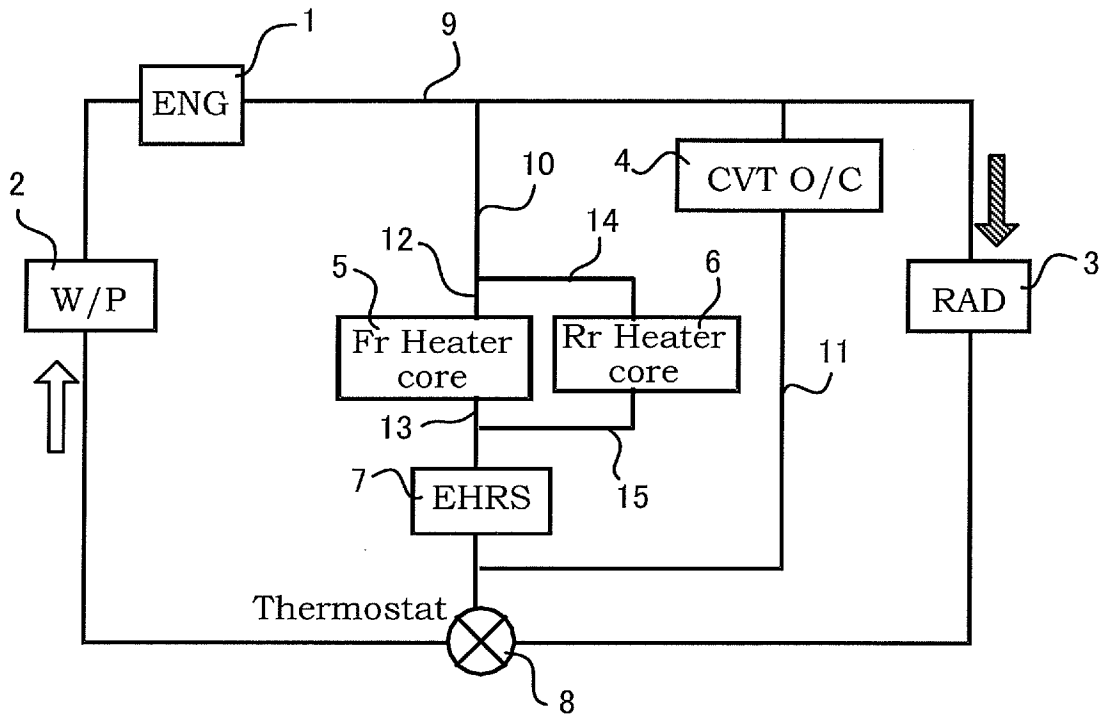 1
9
ENG
2
4
CVT O/C
10
14
12
5
6
3
W/P
RAD
Fr Heater
core
Rr Heater
core
11
13
7
EHRS
15
Thermostat
8